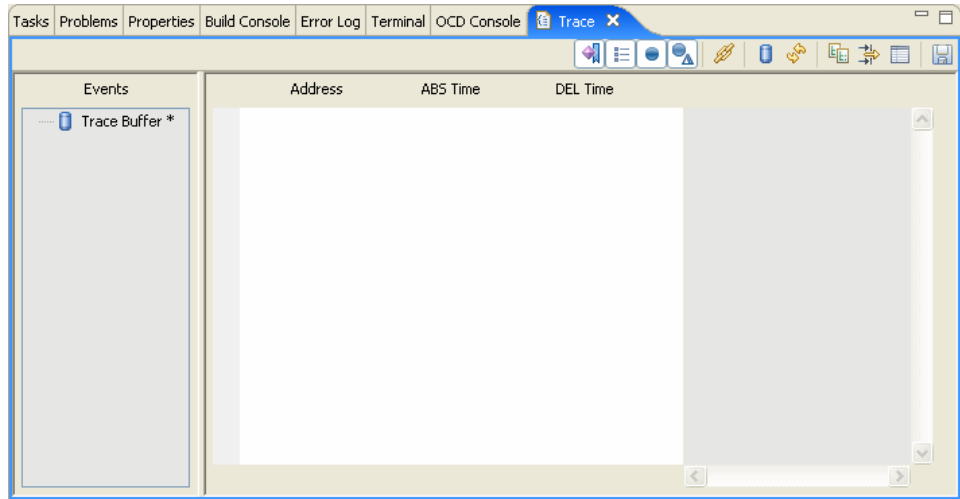 Tasks Problems Properties Build Console Error Log Terminal OCD Console Trace
Events Address ABS Time DEL Time
Trace Buffer *